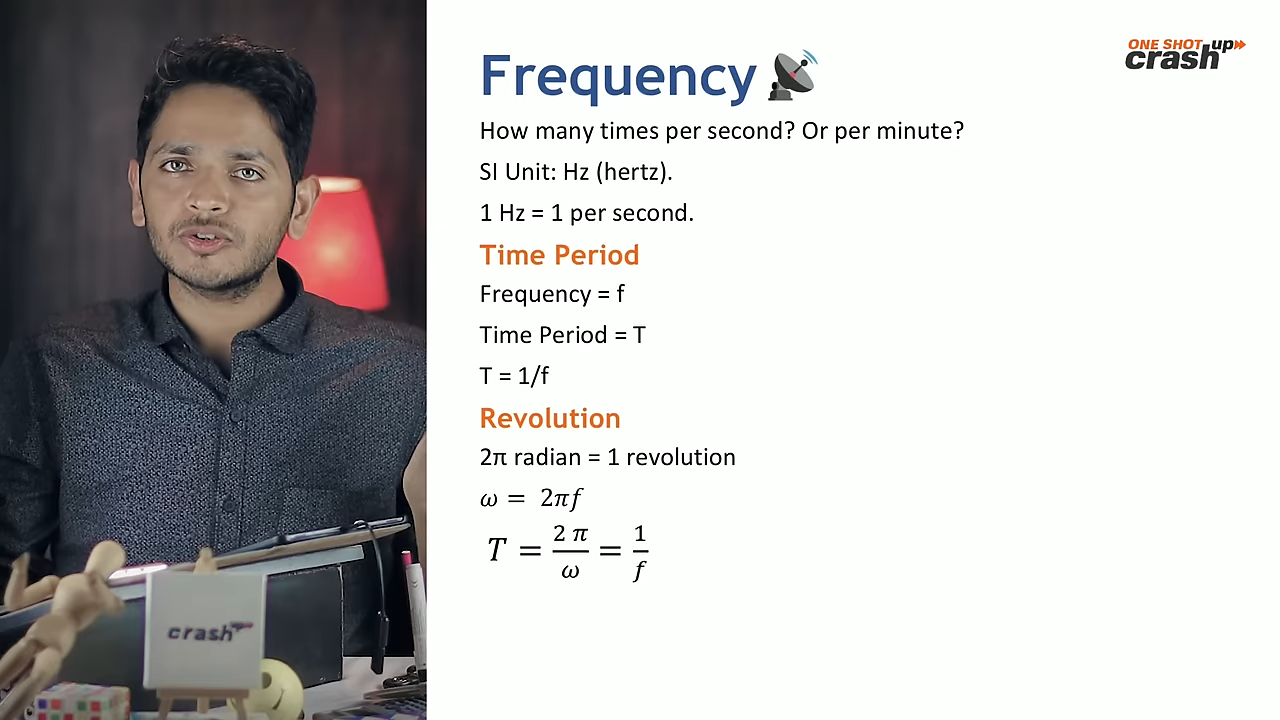 Frequency
ONE SHOT
crash up
How many times per second? Or per minute?
SI Unit: Hz (hertz).
1 Hz = 1 per second.
Time Period
Frequency = f
Time Period = T
T = 1/f
Revolution
2π radian = 1 revolution
ω = 2πf
T = 2 π / ω = 1 / f
crash